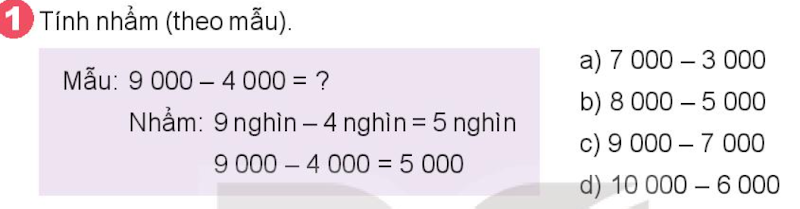 1 Tính nhẩm (theo mẫu).
Mẫu: 9 000 – 4 000 = ?
Nhẩm: 9 nghìn – 4 nghìn = 5 nghìn
9 000 – 4 000 = 5 000
a) 7 000 – 3 000
b) 8 000 – 5 000
c) 9 000 – 7 000
d) 10 000 – 6 000